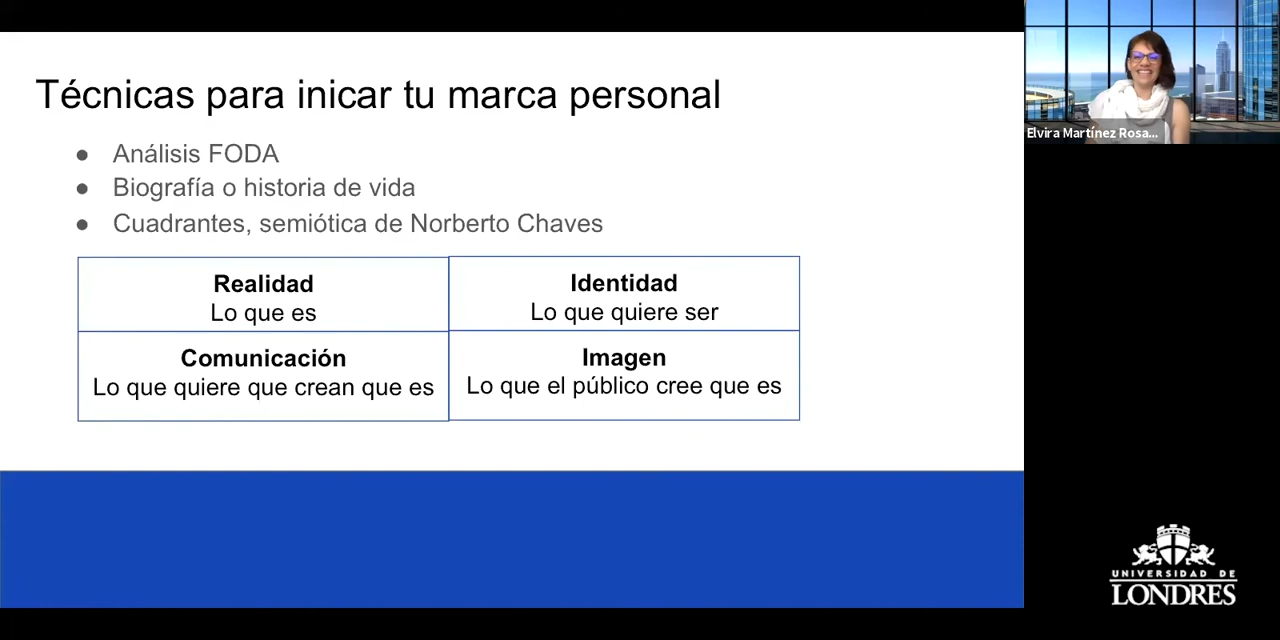 Técnicas para inicar tu marca personal
● Análisis FODA
● Biografía o historia de vida
● Cuadrantes, semiótica de Norberto Chaves
Realidad
Lo que es
Identidad
Lo que quiere ser
Comunicación
Lo que quiere que crean que es
Imagen
Lo que el público cree que es
Elvira Martínez Rosa...
UNIVERSIDAD DE
LONDRES